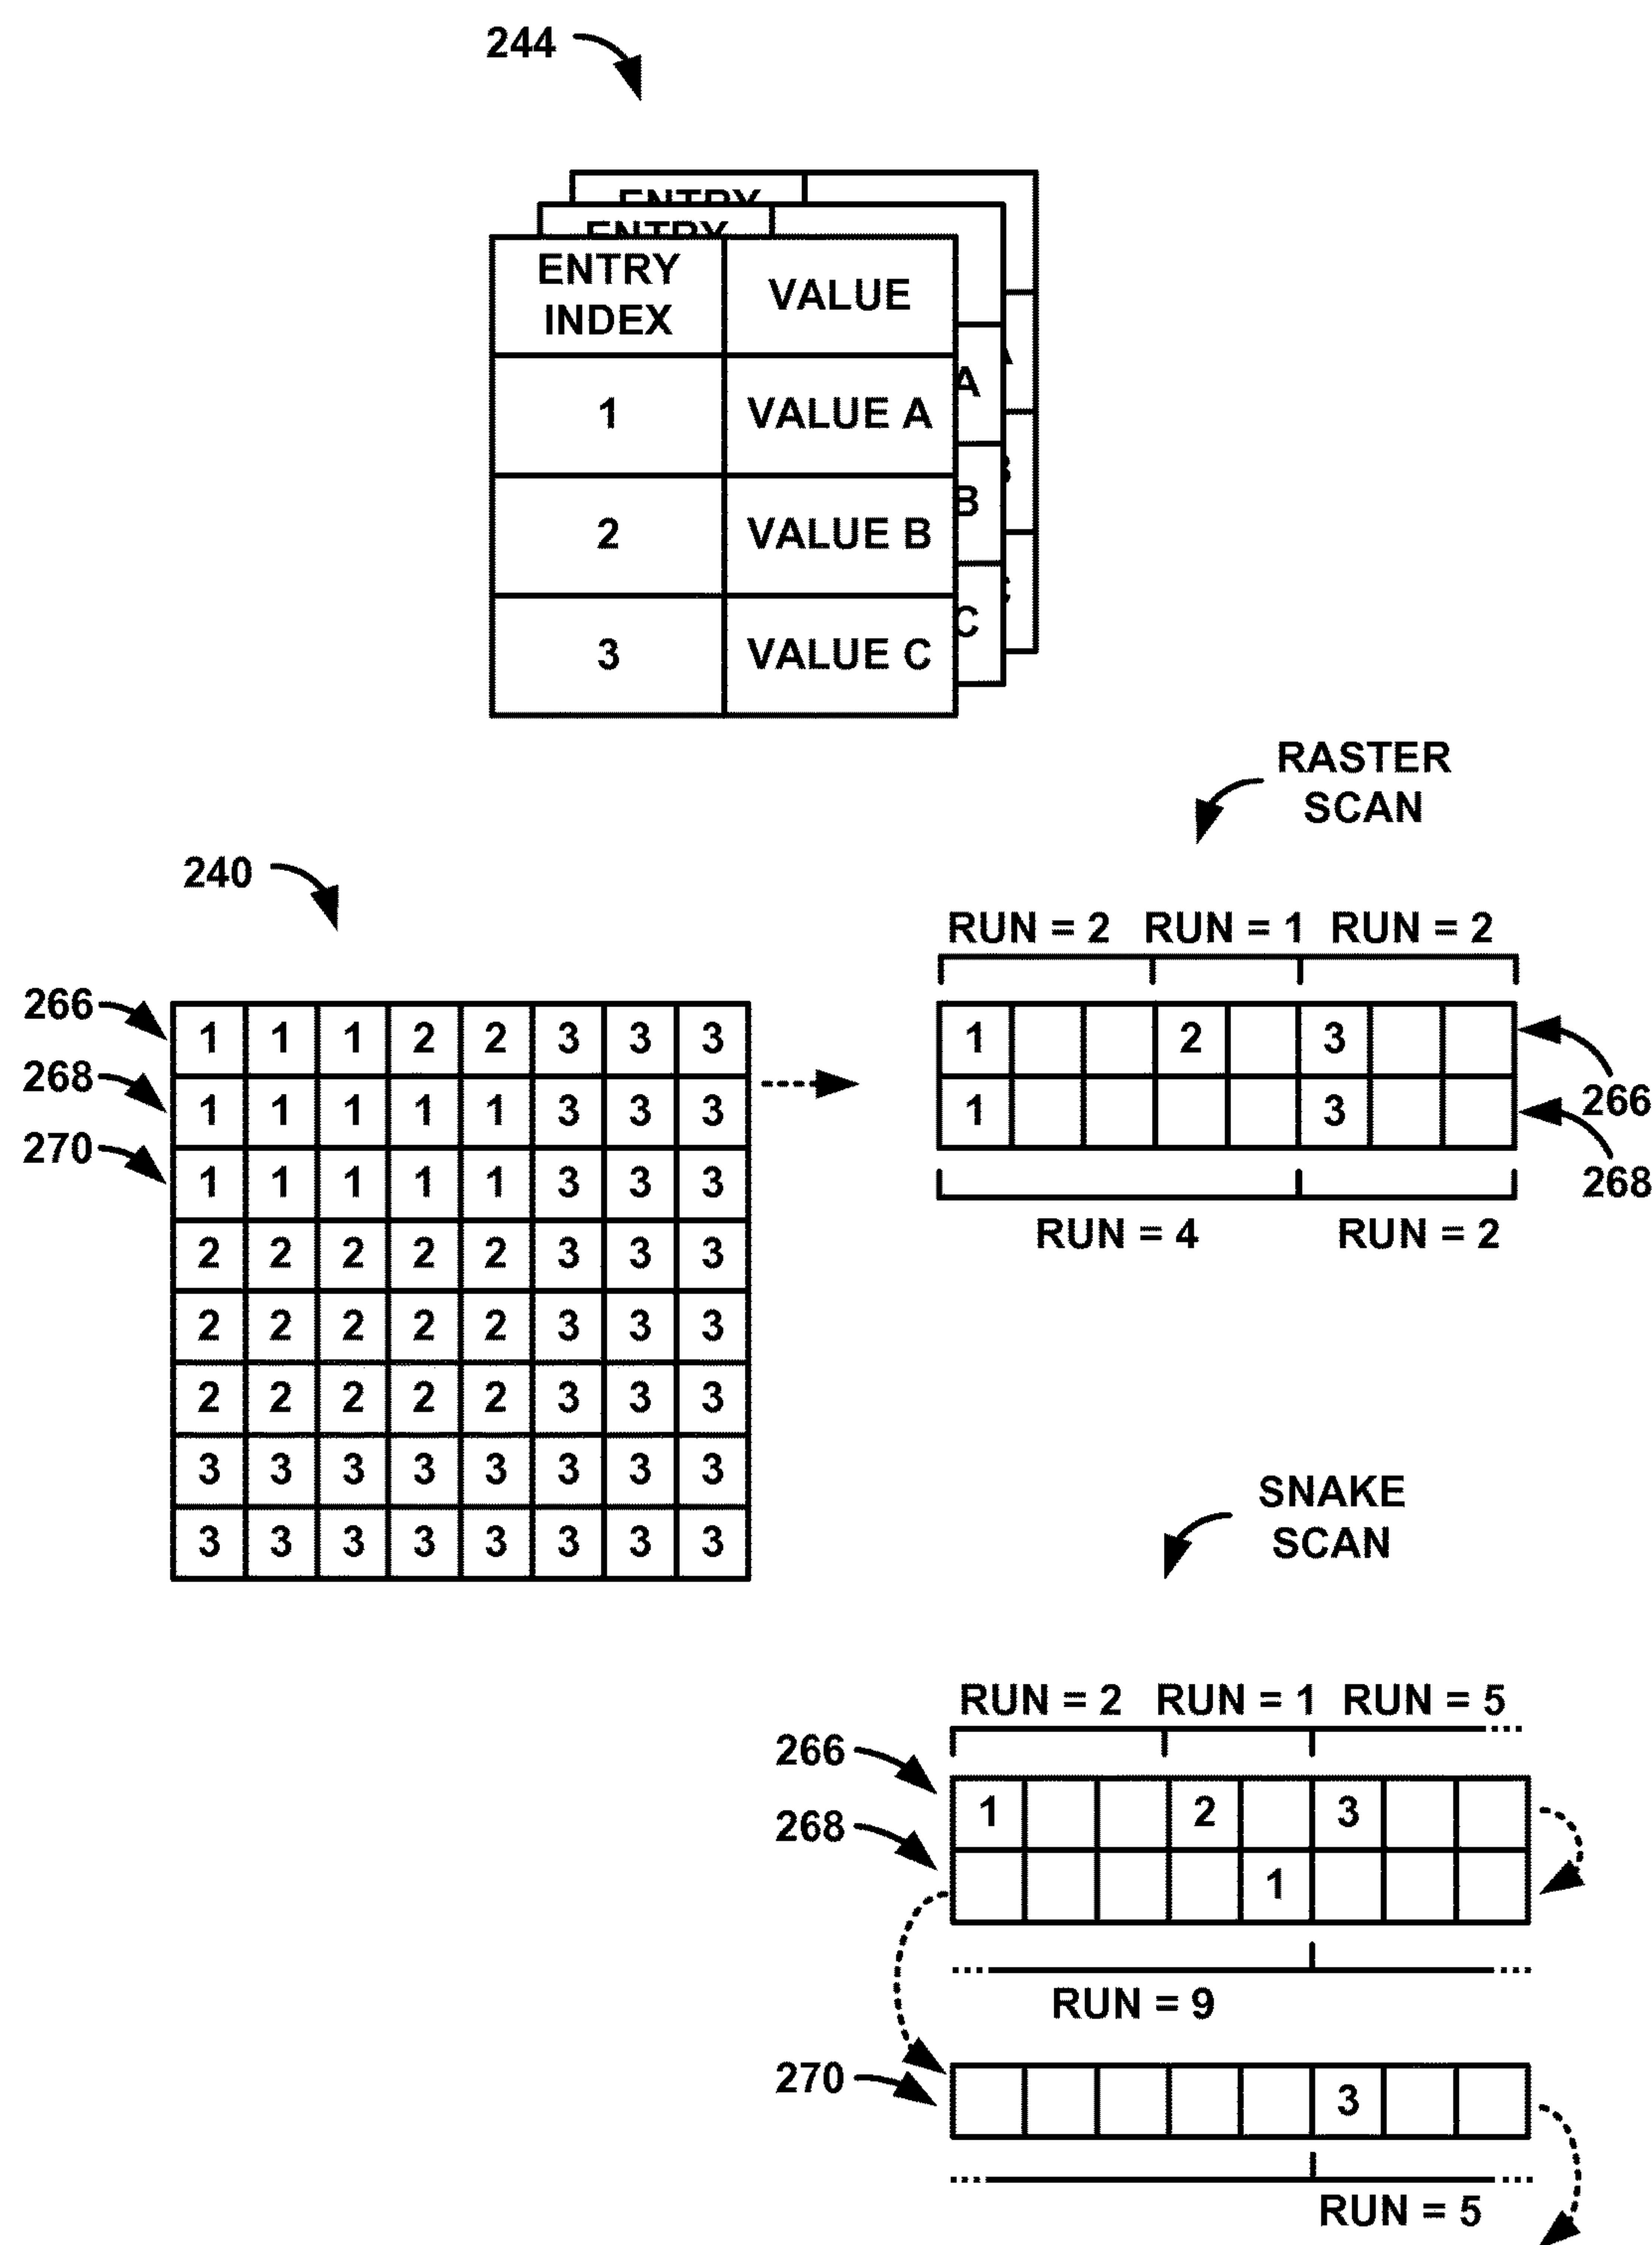 244
ENTRY
ENTRY
ENTRY INDEX VALUE
1 VALUE A A A
2 VALUE B B B
3 VALUE C C
RASTER
SCAN
240
RUN = 2 RUN = 1 RUN = 2
266
268
270
1 1 1 2 2 3 3 3
1 1 1 1 1 3 3 3
1 1 1 1 1 3 3 3
2 2 2 2 2 3 3 3
2 2 2 2 2 3 3 3
2 2 2 2 2 3 3 3
3 3 3 3 3 3 3 3
3 3 3 3 3 3 3 3
1 2 3
1 3
266
268
RUN = 4 RUN = 2
SNAKE
SCAN
RUN = 2 RUN = 1 RUN = 5
266
1 2 3
268
1
RUN = 9
270
3
RUN = 5